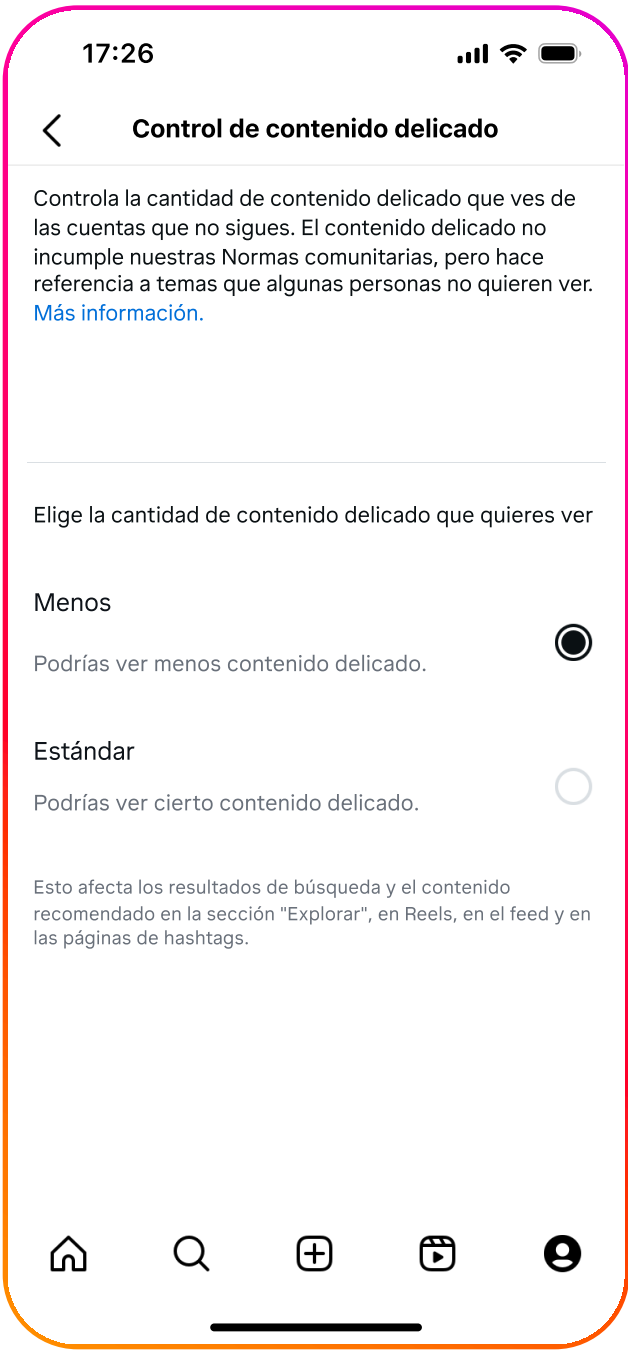 17:26
Control de contenido delicado
Controla la cantidad de contenido delicado que ves de
las cuentas que no sigues. El contenido delicado no
incumple nuestras Normas comunitarias, pero hace
referencia a temas que algunas personas no quieren ver.
Más información.
Elige la cantidad de contenido delicado que quieres ver
Menos
Podrías ver menos contenido delicado.
Estándar
Podrías ver cierto contenido delicado.
Esto afecta los resultados de búsqueda y el contenido
recomendado en la sección "Explorar", en Reels, en el feed y en
las páginas de hashtags.